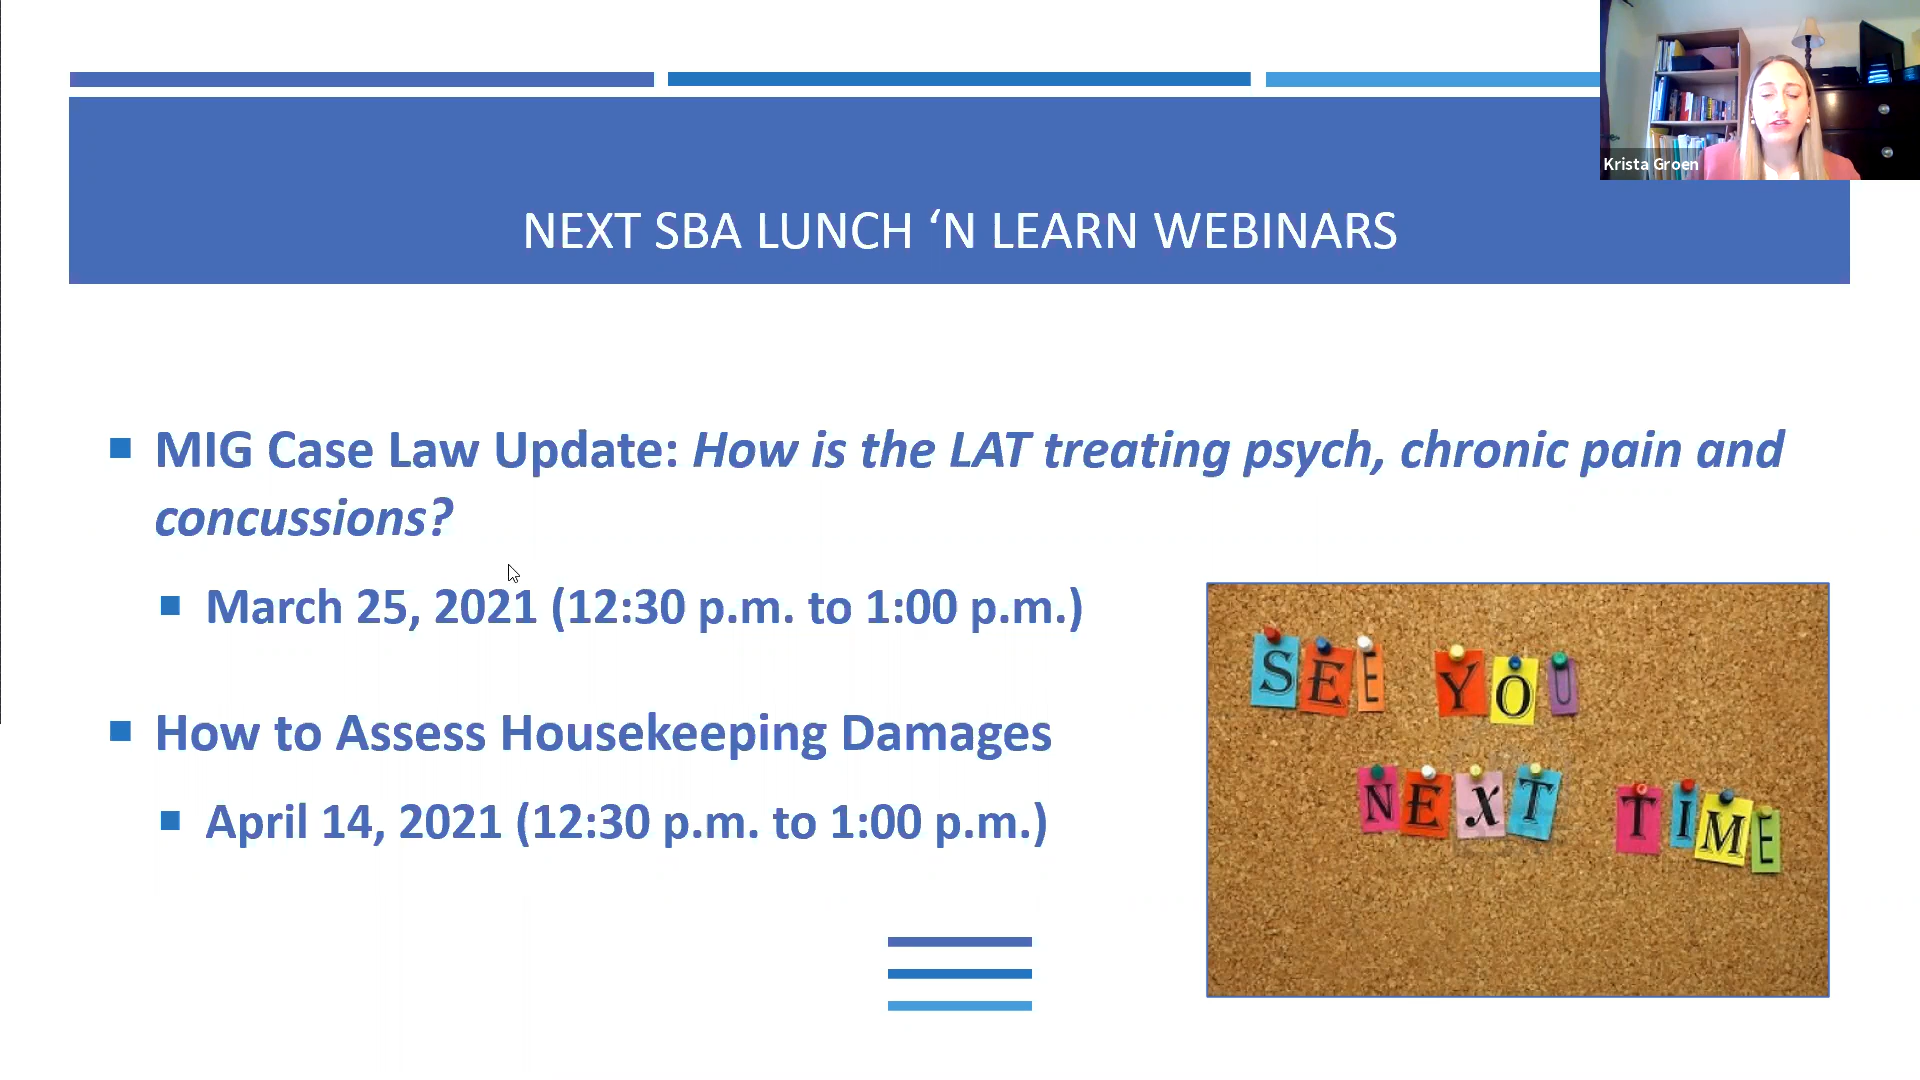 Krista Groen
NEXT SBA LUNCH ‘N LEARN WEBINARS
MIG Case Law Update: How is the LAT treating psych, chronic pain and
concussions?
March 25, 2021 (12:30 p.m. to 1:00 p.m.)
How to Assess Housekeeping Damages
April 14, 2021 (12:30 p.m. to 1:00 p.m.)
SEE YOU
NEXT TIME